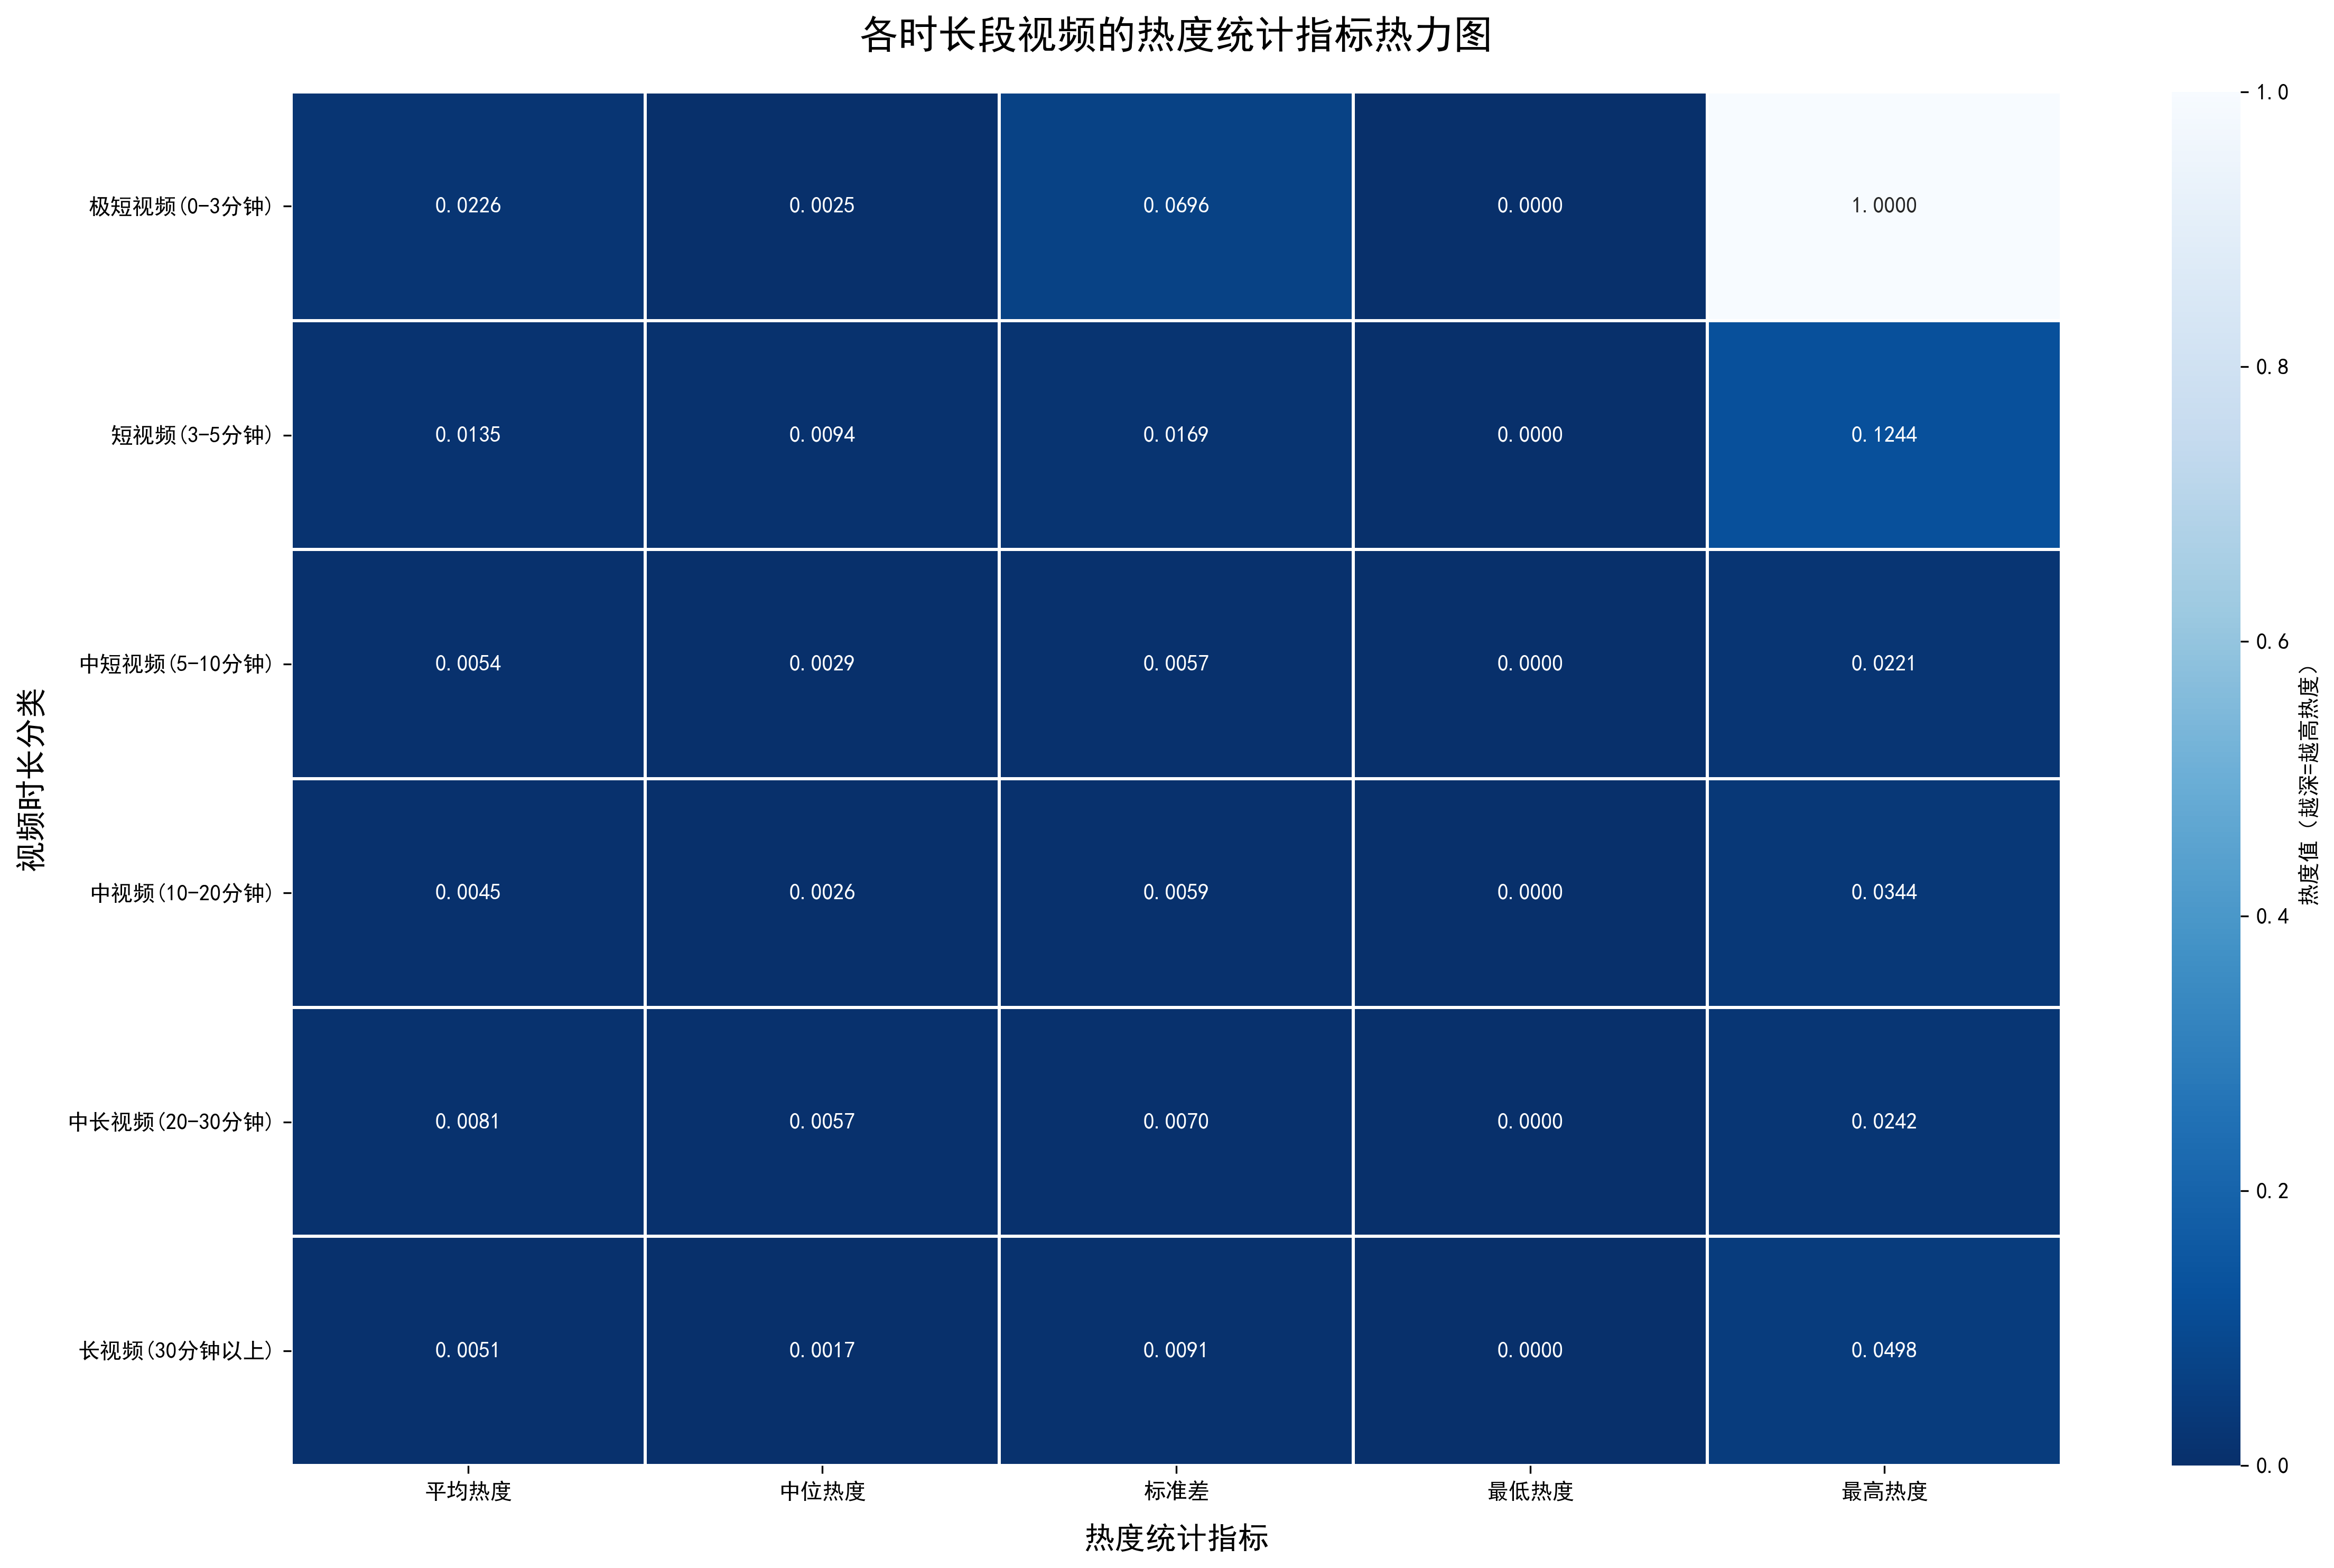 各时长段视频的热度统计指标热力图
视频时长分类
极短视频(0-3分钟) 0.0226 0.0025 0.0696 0.0000 1.0000
短视频(3-5分钟) 0.0135 0.0094 0.0169 0.0000 0.1244
中短视频(5-10分钟) 0.0054 0.0029 0.0057 0.0000 0.0221
中视频(10-20分钟) 0.0045 0.0026 0.0059 0.0000 0.0344
中长视频(20-30分钟) 0.0081 0.0057 0.0070 0.0000 0.0242
长视频(30分钟以上) 0.0051 0.0017 0.0091 0.0000 0.0498
平均热度 中位热度 标准差 最低热度 最高热度
热度统计指标
1.0
0.8
0.6
0.4
0.2
0.0
热度值（越深=越高热度）